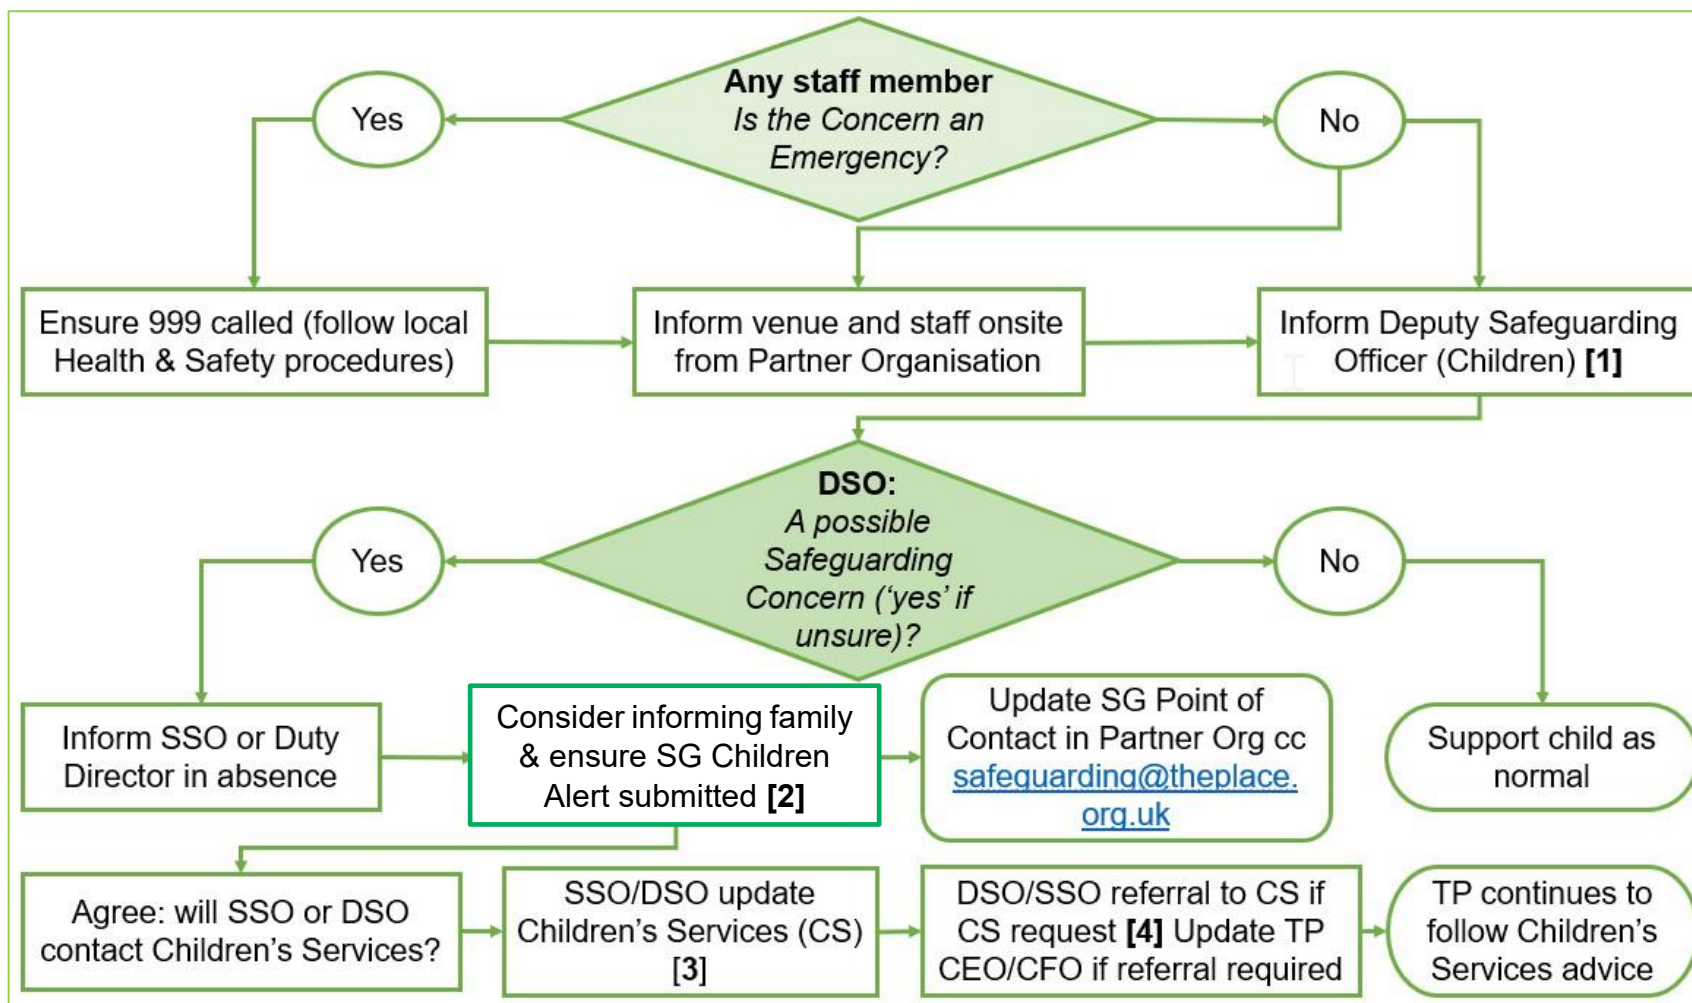 Any staff member
Is the Concern an
Emergency?
Yes
No
Ensure 999 called (follow local
Health & Safety procedures)
Inform venue and staff onsite
from Partner Organisation
Inform Deputy Safeguarding
Officer (Children) [1]
DSO:
A possible
Safeguarding
Concern (‘yes’ if
unsure)?
Yes
No
Inform SSO or Duty
Director in absence
Consider informing family
& ensure SG Children
Alert submitted [2]
Update SG Point of
Contact in Partner Org cc
safeguarding@theplace.
org.uk
Support child as
normal
Agree: will SSO or DSO
contact Children’s Services?
SSO/DSO update
Children’s Services (CS)
[3]
DSO/SSO referral to CS if
CS request [4] Update TP
CEO/CFO if referral required
TP continues to
follow Children’s
Services advice